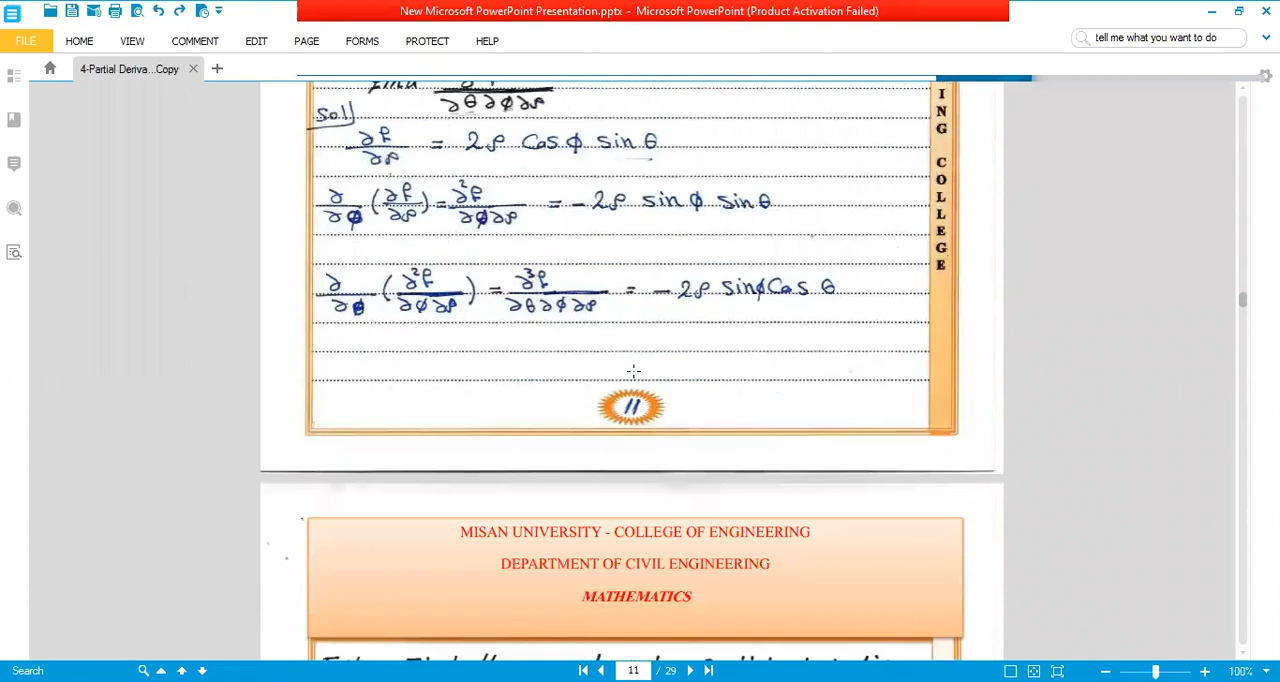 New Microsoft PowerPoint Presentation.pptx - Microsoft PowerPoint (Product Activation Failed)
FILE HOME VIEW COMMENT EDIT PAGE FORMS PROTECT HELP
tell me what you want to do
4-Partial Deriva...Copy
Find
∂θ ∂ϕ ∂ρ
Sol
∂f/∂ρ = 2ρ Cosϕ sin θ
∂/∂ϕ (∂f/∂ρ) = ∂²f/∂ϕ∂ρ = - 2ρ sin ϕ sin θ
∂/∂θ (∂²f/∂ϕ∂ρ) = ∂³f/∂θ∂ϕ∂ρ = - 2ρ sinϕ Cos θ
11
ING COLLEGE
MISAN UNIVERSITY - COLLEGE OF ENGINEERING
DEPARTMENT OF CIVIL ENGINEERING
MATHEMATICS
Search
11 / 29
100%